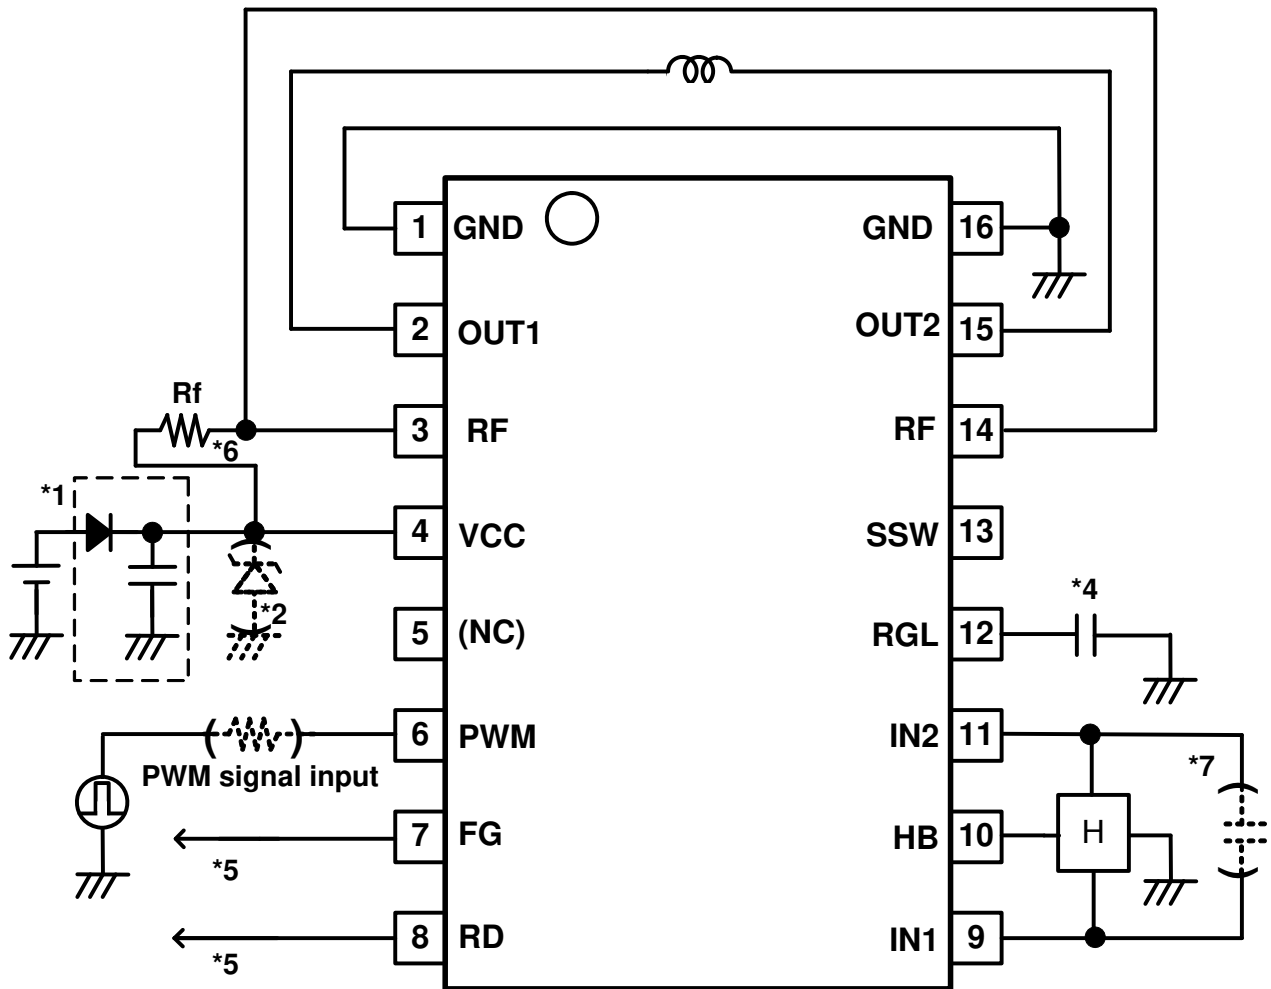 1 GND
GND 16
2 OUT1
OUT2 15
Rf
*6
3 RF
RF 14
*1
4 VCC
SSW 13
*2
*4
5 (NC)
RGL 12
6 PWM
IN2 11
PWM signal input
*7
7 FG
HB 10
H
*5
8 RD
IN1 9
*5